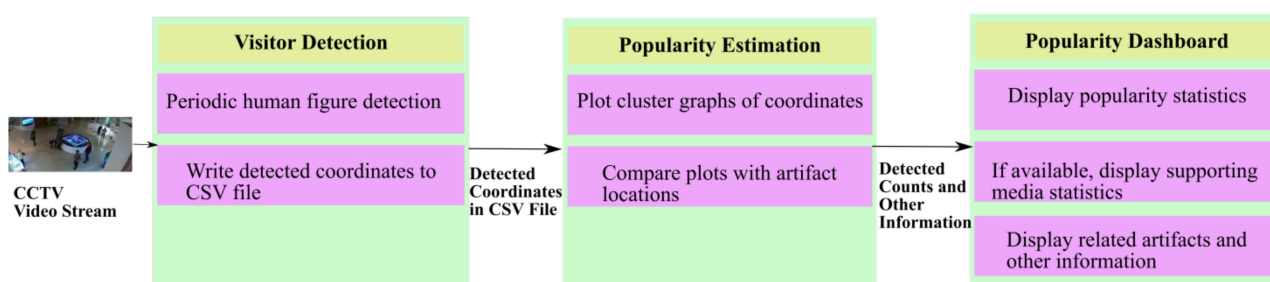 CCTV
Video Stream
Visitor Detection
Periodic human figure detection
Write detected coordinates to
CSV file
Detected
Coordinates
in CSV File
Popularity Estimation
Plot cluster graphs of coordinates
Compare plots with artifact
locations
Detected
Counts and
Other
Information
Popularity Dashboard
Display popularity statistics
If available, display supporting
media statistics
Display related artifacts and
other information